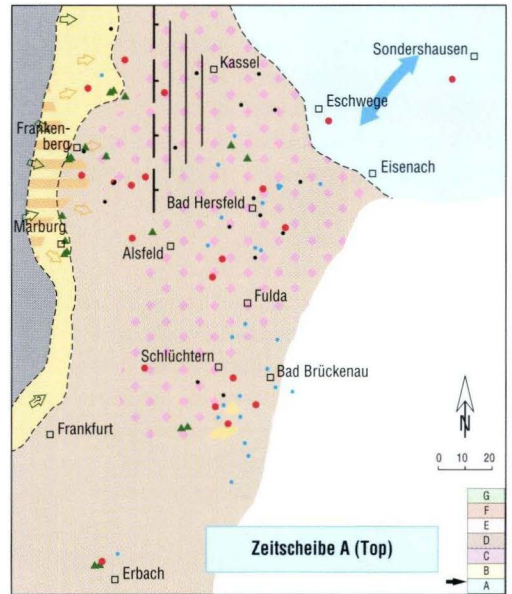 Sondershausen
Kassel
Eschwege
Franken-
berg
Eisenach
Bad Hersfeld
Marburg
Alsfeld
Fulda
Schlüchtern
Bad Brückenau
Frankfurt
N
0 10 20
G
F
E
D
C
B
A
Zeitscheibe A (Top)
Erbach